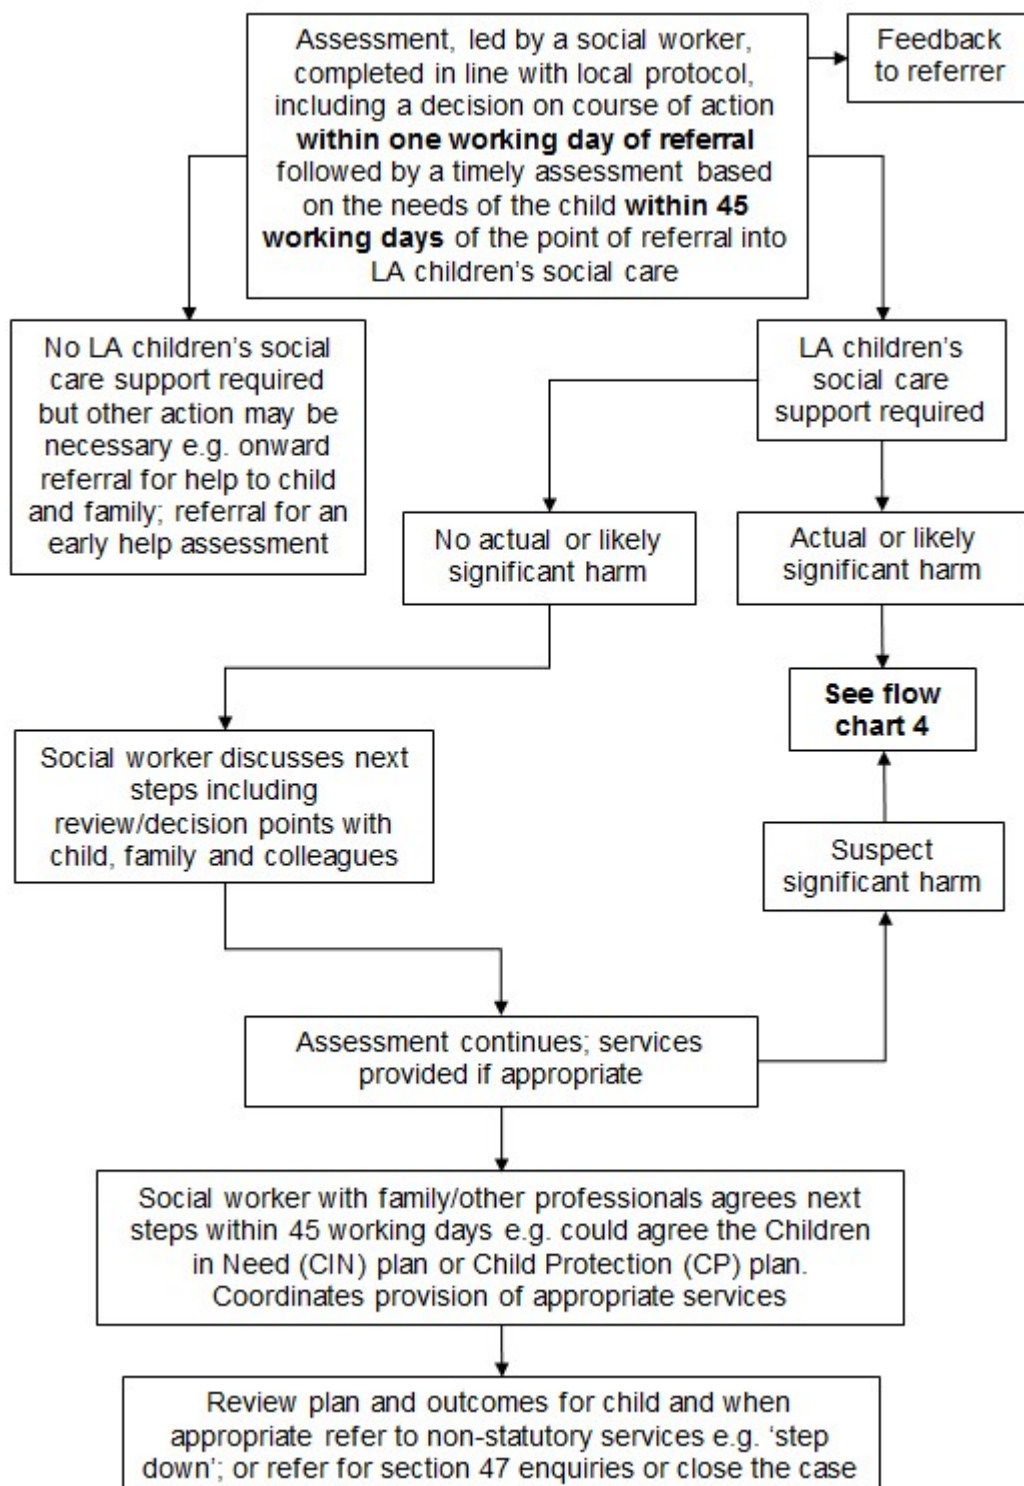 Assessment, led by a social worker,
completed in line with local protocol,
including a decision on course of action
within one working day of referral
followed by a timely assessment based
on the needs of the child within 45
working days of the point of referral into
LA children's social care
Feedback
to referrer
No LA children's social
care support required
but other action may be
necessary e.g. onward
referral for help to child
and family; referral for an
early help assessment
LA children's
social care
support required
No actual or likely
significant harm
Actual or likely
significant harm
See flow
chart 4
Social worker discusses next
steps including
review/decision points with
child, family and colleagues
Suspect
significant harm
Assessment continues; services
provided if appropriate
Social worker with family/other professionals agrees next
steps within 45 working days e.g. could agree the Children
in Need (CIN) plan or Child Protection (CP) plan.
Coordinates provision of appropriate services
Review plan and outcomes for child and when
appropriate refer to non-statutory services e.g. ‘step
down’; or refer for section 47 enquiries or close the case